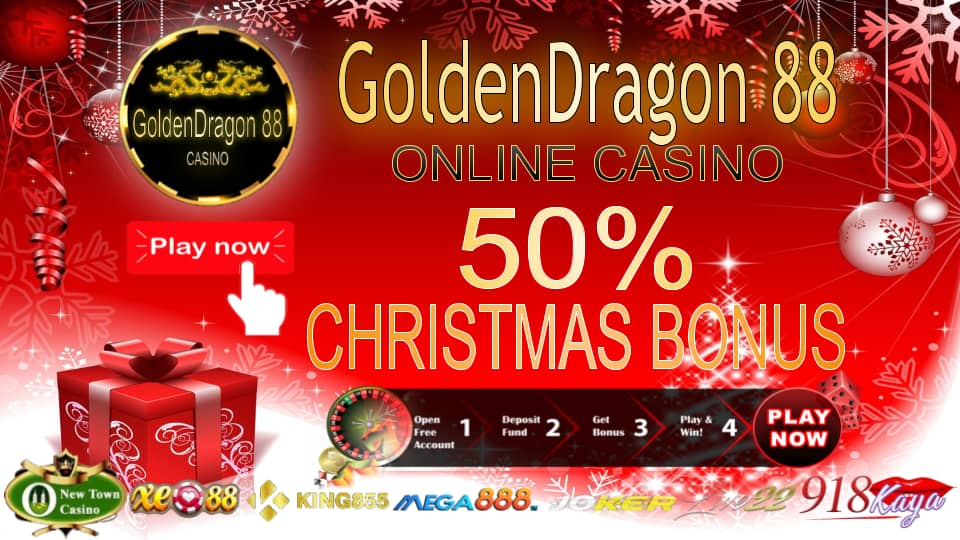 GoldenDragon 88
CASINO
GoldenDragon 88
ONLINE CASINO
Play now
50%
CHRISTMAS BONUS
Open Free Account 1
Deposit Fund 2
Get Bonus 3
Play & Win! 4
PLAY NOW
New Town Casino
xe88
KING855
MEGA888.
JOKER
Live22
918Kaya